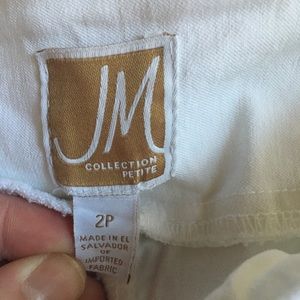 JM
COLLECTION
PETITE
2P
MADE IN EL
SALVADOR
OF
IMPORTED
FABRIC